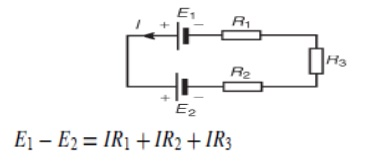 E1
I + − R1
R3
R2
+ −
E2
E1 − E2 = IR1 + IR2 + IR3